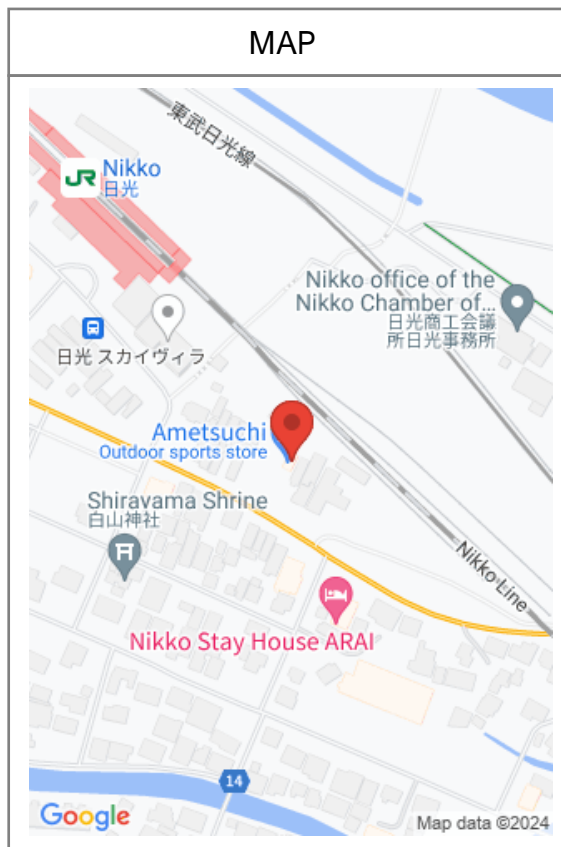 MAP
東武日光線
JR
Nikko
日光
Nikko office of the
Nikko Chamber of...
日光商工会議
所日光事務所
日光 スカイヴィラ
Ametsuchi
Outdoor sports store
Shirayama Shrine
白山神社
Nikko Line
Nikko Stay House ARAI
14
Google
Map data ©2024